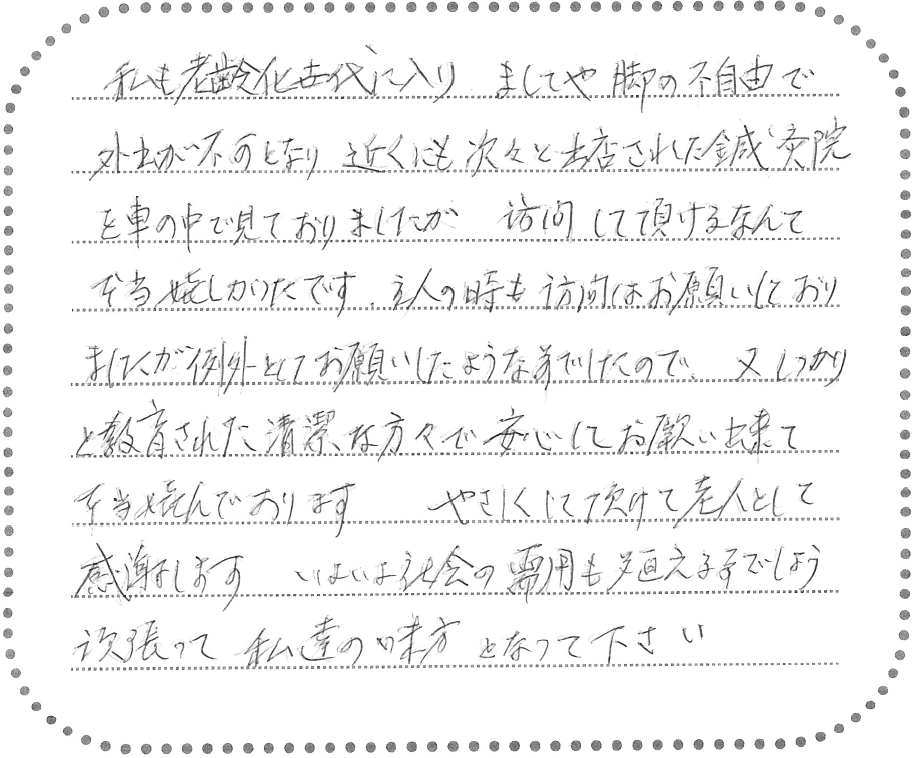 私も老齢化世代に入り ましてや脚の不自由で
外出が不可となり 近くにも次々と出店された鍼灸院
を車の中で見ておりましたが 訪問して頂けるなんて
本当嬉しかったです。主人の時も訪問はお願いしており
ましたが例外としてお願いしたような事でしたので、又しっかり
と教育された清潔な方々で安心してお願い出来て
本当嬉んでおります やさしくして頂けて老人として
感謝します いよいよ社会の需用も増える事でしょう
頑張って 私達の味方となって下さい